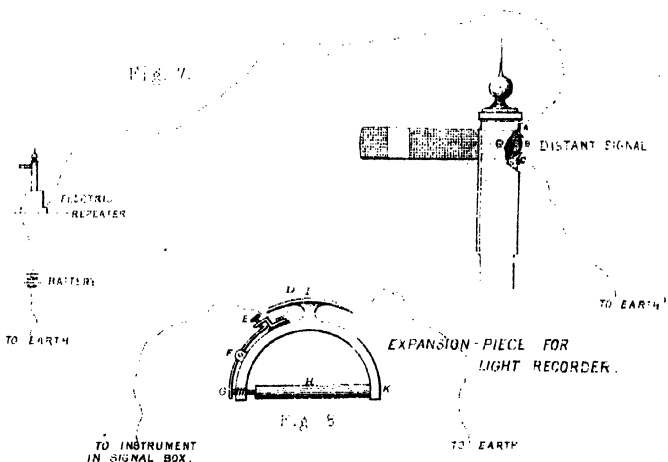 Fig. 7.
A
B
C
DISTANT SIGNAL
ELECTRIC
REPEATER
BATTERY
TO EARTH
TO EARTH
D I
E
F
G
H
K
EXPANSION-PIECE FOR
LIGHT RECORDER.
Fig. 8
TO INSTRUMENT
IN SIGNAL BOX.
TO EARTH